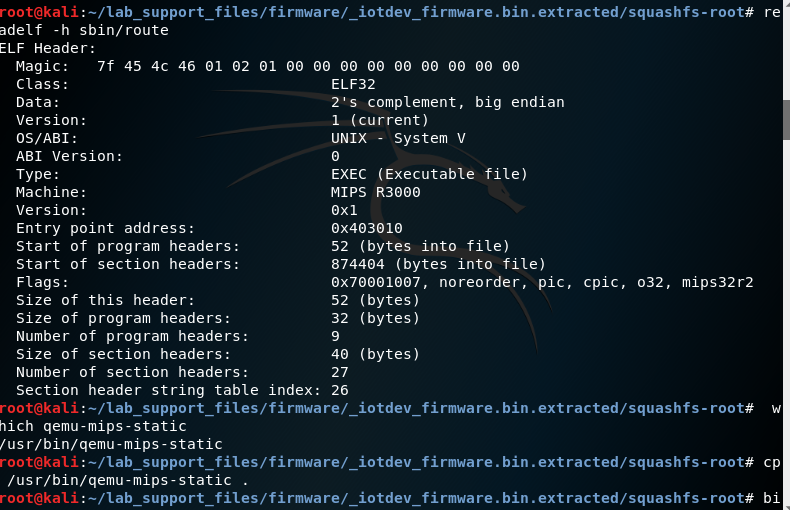 root@kali:~/lab_support_files/firmware/_iotdev_firmware.bin.extracted/squashfs-root# re
adelf -h sbin/route
ELF Header:
  Magic:   7f 45 4c 46 01 02 01 00 00 00 00 00 00 00 00 00
  Class:                             ELF32
  Data:                              2's complement, big endian
  Version:                           1 (current)
  OS/ABI:                            UNIX - System V
  ABI Version:                       0
  Type:                              EXEC (Executable file)
  Machine:                           MIPS R3000
  Version:                           0x1
  Entry point address:               0x403010
  Start of program headers:          52 (bytes into file)
  Start of section headers:          874404 (bytes into file)
  Flags:                             0x70001007, noreorder, pic, cpic, o32, mips32r2
  Size of this header:               52 (bytes)
  Size of program headers:           32 (bytes)
  Number of program headers:         9
  Size of section headers:           40 (bytes)
  Number of section headers:         27
  Section header string table index: 26
root@kali:~/lab_support_files/firmware/_iotdev_firmware.bin.extracted/squashfs-root#  w
hich qemu-mips-static
/usr/bin/qemu-mips-static
root@kali:~/lab_support_files/firmware/_iotdev_firmware.bin.extracted/squashfs-root# cp
 /usr/bin/qemu-mips-static .
root@kali:~/lab_support_files/firmware/_iotdev_firmware.bin.extracted/squashfs-root# bi